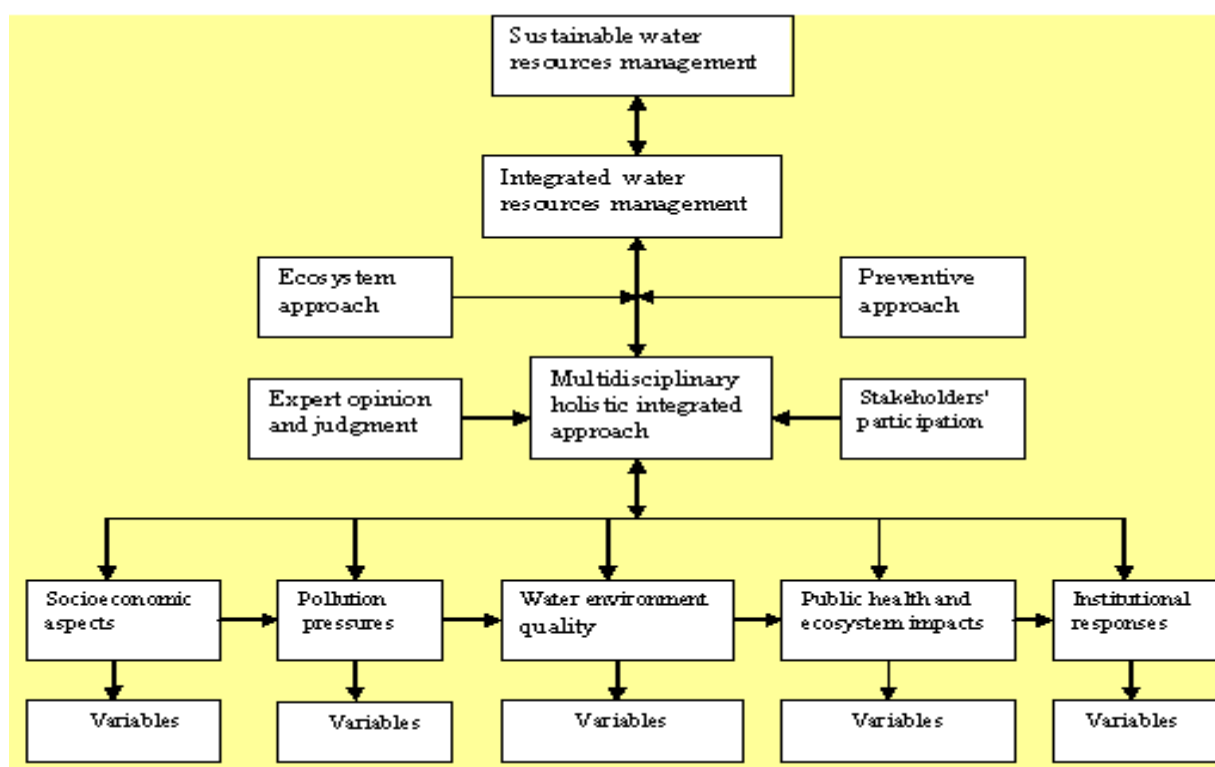 Sustainable water
resources management
Integrated water
resources management
Ecosystem
approach
Preventive
approach
Expert opinion
and judgment
Multidisciplinary
holistic integrated
approach
Stakeholders'
participation
Socioeconomic
aspects
Pollution
pressures
Water environment
quality
Public health and
ecosystem impacts
Institutional
responses
Variables
Variables
Variables
Variables
Variables